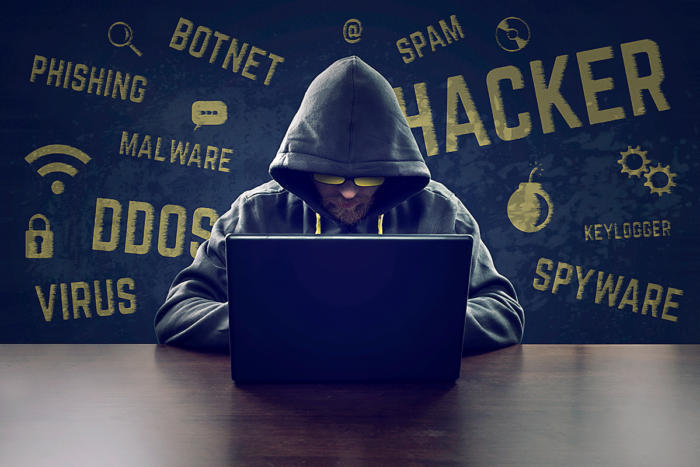 BOTNET
@
SPAM
PHISHING
HACKER
MALWARE
DDOS
KEYLOGGER
VIRUS
SPYWARE